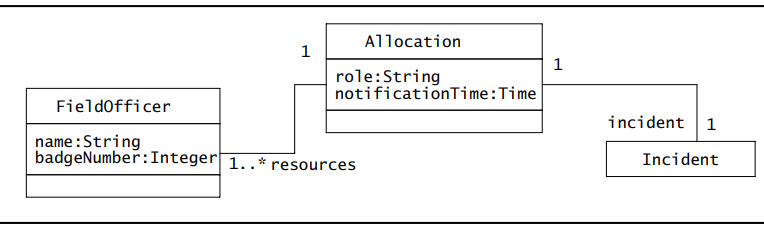 Allocation
1
role:String
notificationTime:Time
1
FieldOfficer
name:String
badgeNumber:Integer
1..* resources
incident 1
Incident